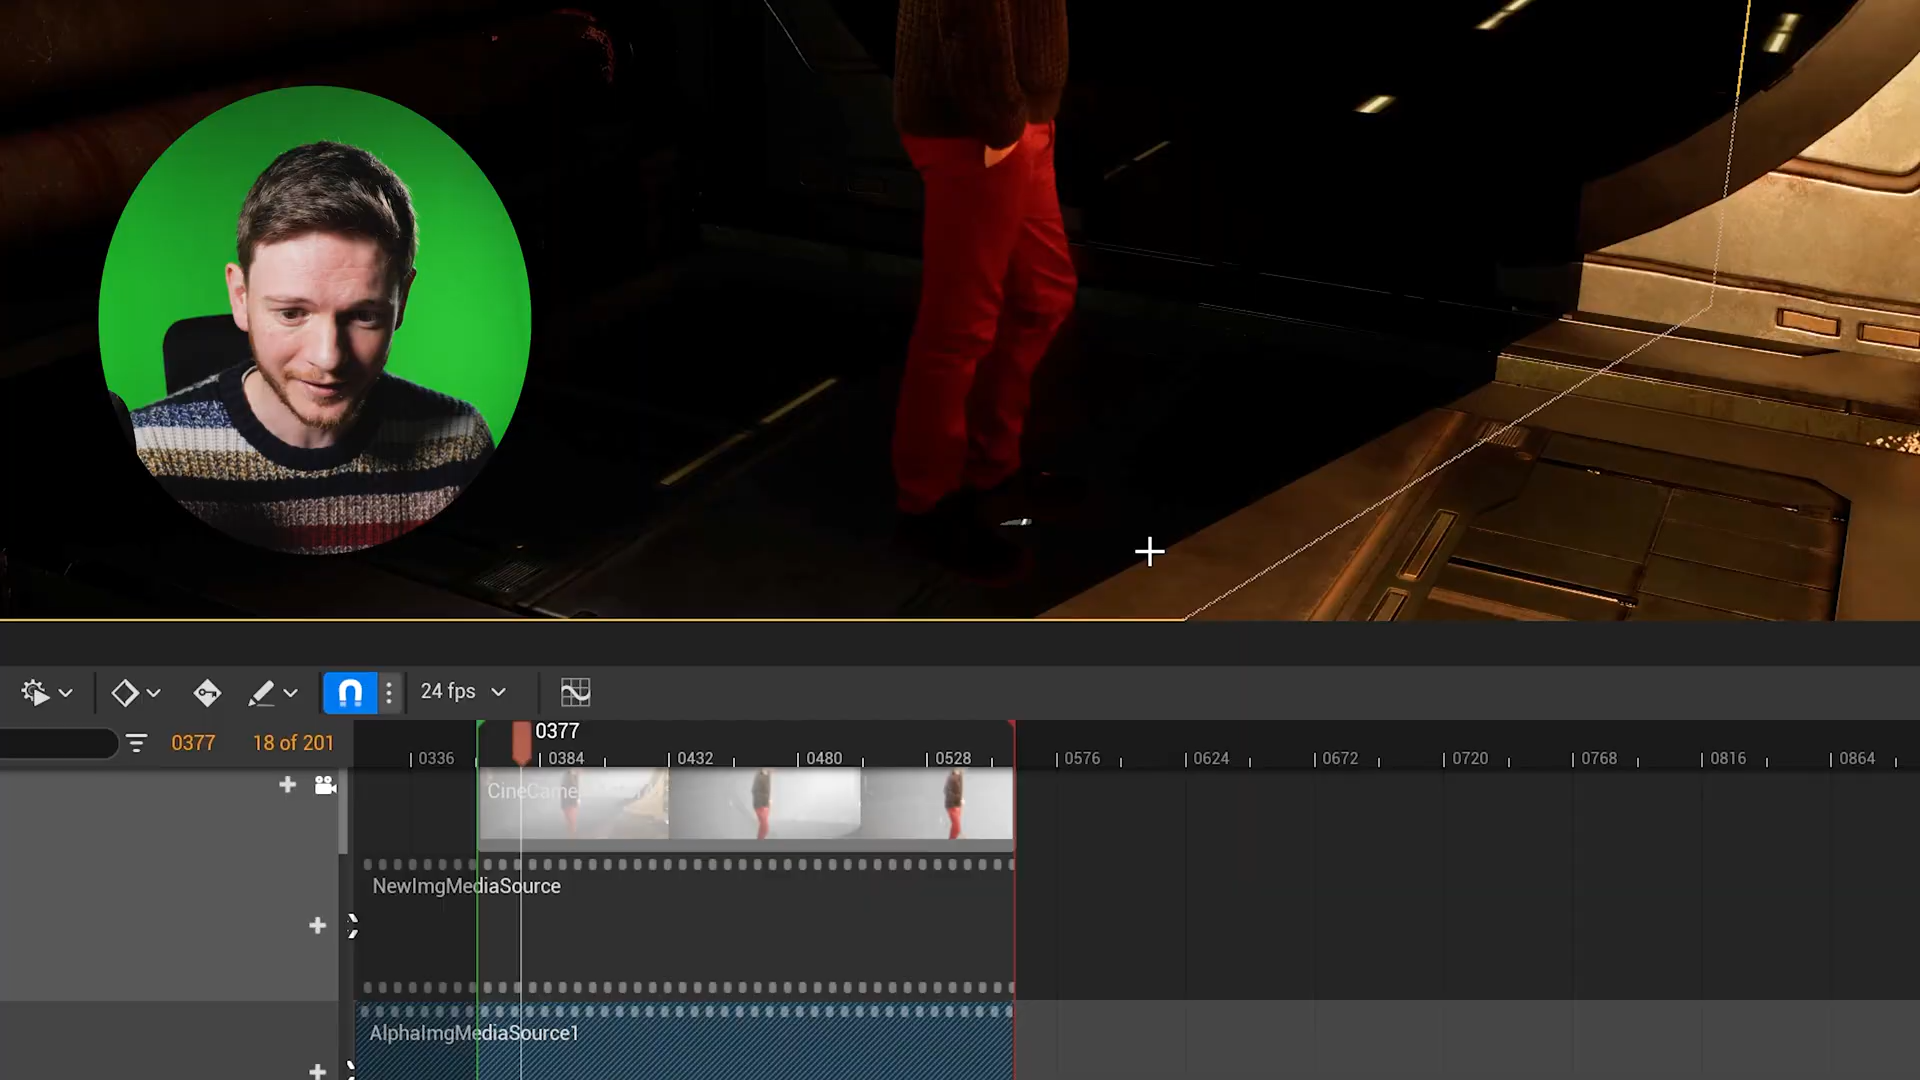 24 fps
0377
18 of 201
0377
0336
0384
0432
0480
0528
0576
0624
0672
0720
0768
0816
0864
CineCame
NewImgMediaSource
AlphaImgMediaSource1